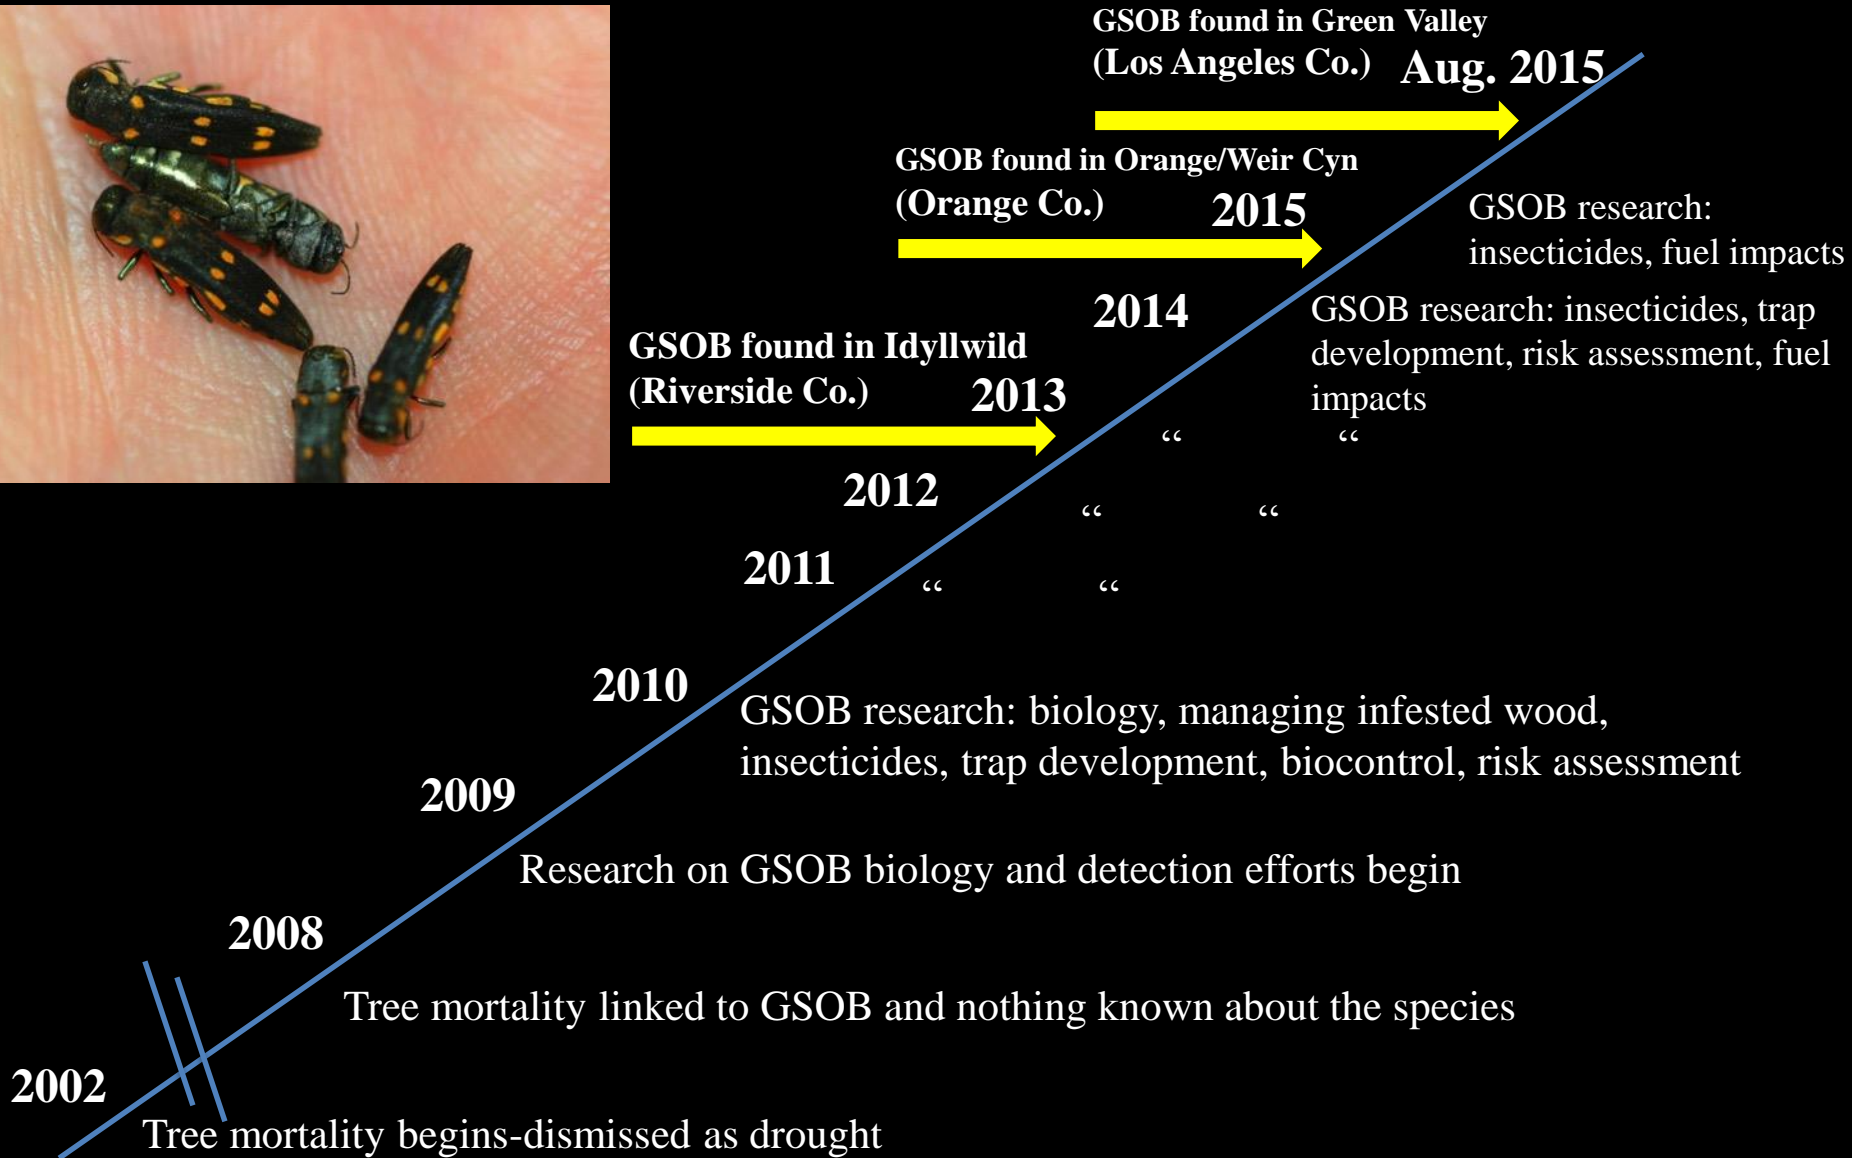 GSOB found in Green Valley
(Los Angeles Co.) Aug. 2015
GSOB found in Orange/Weir Cyn
(Orange Co.) 2015
GSOB research:
insecticides, fuel impacts
2014
GSOB research: insecticides, trap
development, risk assessment, fuel
impacts
GSOB found in Idyllwild
(Riverside Co.) 2013
“ “
2012
“ “
2011
“ “
2010
GSOB research: biology, managing infested wood,
insecticides, trap development, biocontrol, risk assessment
2009
Research on GSOB biology and detection efforts begin
2008
Tree mortality linked to GSOB and nothing known about the species
2002
Tree mortality begins-dismissed as drought